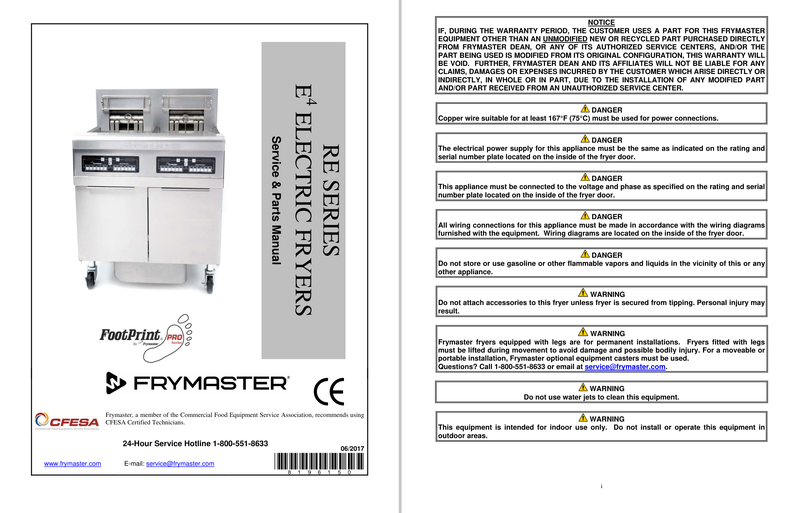 RE SERIES
E⁴ ELECTRIC FRYERS
Service & Parts Manual
FootPrint PRO
by Frymaster
Series
FRYMASTER®
CE
CFESA
Frymaster, a member of the Commercial Food Equipment Service Association, recommends using
CFESA Certified Technicians.
24-Hour Service Hotline 1-800-551-8633
06/2017
www.frymaster.com E-mail: service@frymaster.com
8 1 9 6 1 5 0
NOTICE
IF, DURING THE WARRANTY PERIOD, THE CUSTOMER USES A PART FOR THIS FRYMASTER
EQUIPMENT OTHER THAN AN UNMODIFIED NEW OR RECYCLED PART PURCHASED DIRECTLY
FROM FRYMASTER DEAN, OR ANY OF ITS AUTHORIZED SERVICE CENTERS, AND/OR THE
PART BEING USED IS MODIFIED FROM ITS ORIGINAL CONFIGURATION, THIS WARRANTY WILL
BE VOID. FURTHER, FRYMASTER DEAN AND ITS AFFILIATES WILL NOT BE LIABLE FOR ANY
CLAIMS, DAMAGES OR EXPENSES INCURRED BY THE CUSTOMER WHICH ARISE DIRECTLY OR
INDIRECTLY, IN WHOLE OR IN PART, DUE TO THE INSTALLATION OF ANY MODIFIED PART
AND/OR PART RECEIVED FROM AN UNAUTHORIZED SERVICE CENTER.
DANGER
Copper wire suitable for at least 167°F (75°C) must be used for power connections.
DANGER
The electrical power supply for this appliance must be the same as indicated on the rating and
serial number plate located on the inside of the fryer door.
DANGER
This appliance must be connected to the voltage and phase as specified on the rating and serial
number plate located on the inside of the fryer door.
DANGER
All wiring connections for this appliance must be made in accordance with the wiring diagrams
furnished with the equipment. Wiring diagrams are located on the inside of the fryer door.
DANGER
Do not store or use gasoline or other flammable vapors and liquids in the vicinity of this or any
other appliance.
WARNING
Do not attach accessories to this fryer unless fryer is secured from tipping. Personal injury may
result.
WARNING
Frymaster fryers equipped with legs are for permanent installations. Fryers fitted with legs
must be lifted during movement to avoid damage and possible bodily injury. For a moveable or
portable installation, Frymaster optional equipment casters must be used.
Questions? Call 1-800-551-8633 or email at service@frymaster.com.
WARNING
Do not use water jets to clean this equipment.
WARNING
This equipment is intended for indoor use only. Do not install or operate this equipment in
outdoor areas.
i